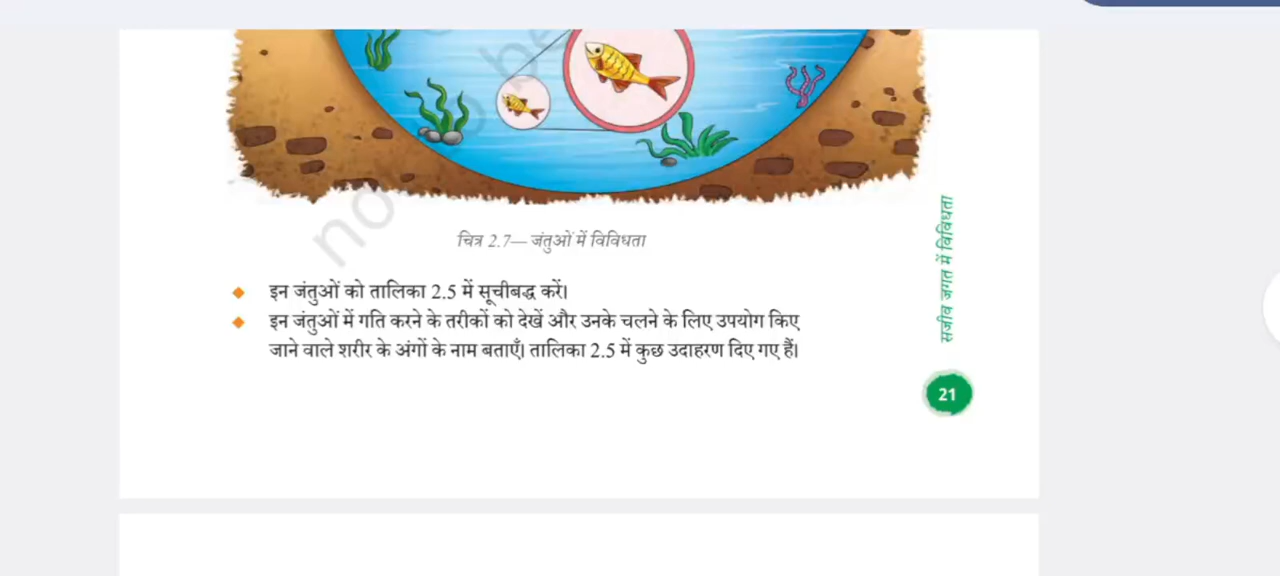 चित्र 2.7— जंतुओं में विविधता
इन जंतुओं को तालिका 2.5 में सूचीबद्ध करें।
इन जंतुओं में गति करने के तरीकों को देखें और उनके चलने के लिए उपयोग किए
जाने वाले शरीर के अंगों के नाम बताएँ। तालिका 2.5 में कुछ उदाहरण दिए गए हैं।
सजीव जगत में विविधता
21